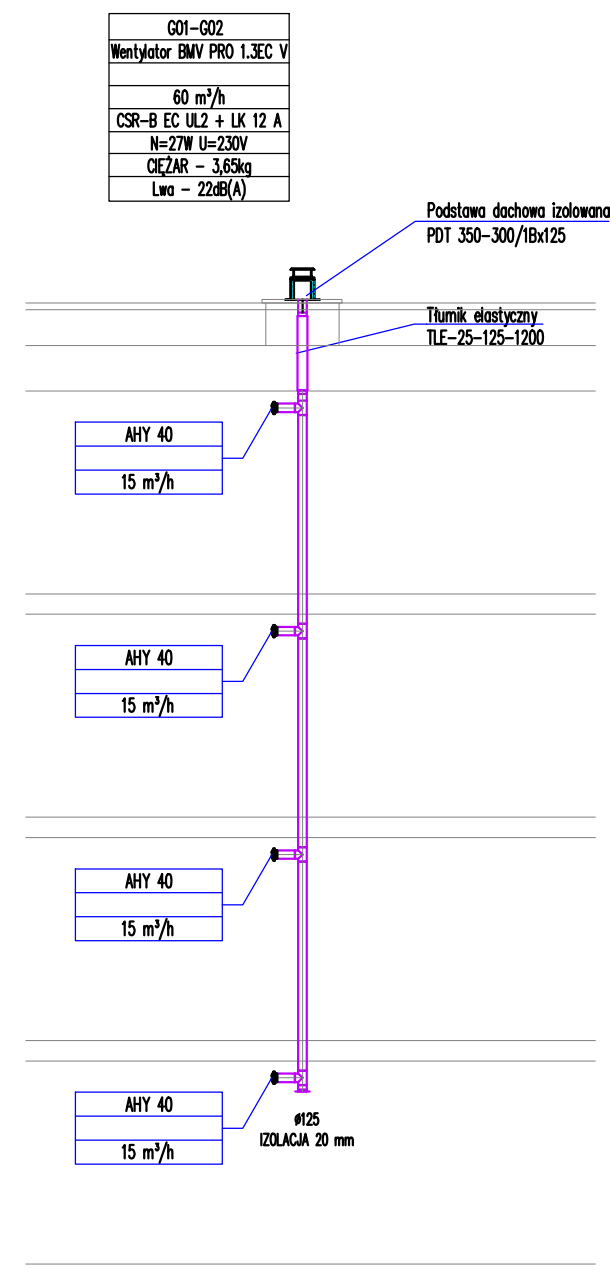 G01-G02
Wentylator BMV PRO 1.3EC V
60 m³/h
CSR-B EC UL2 + LK 12 A
N=27W U=230V
CIĘŻAR - 3,65kg
Lwa - 22dB(A)
Podstawa dachowa izolowana
PDT 350-300/1Bx125
Tłumik elastyczny
TLE-25-125-1200
AHY 40
15 m³/h
AHY 40
15 m³/h
AHY 40
15 m³/h
AHY 40
15 m³/h
ø125
IZOLACJA 20 mm